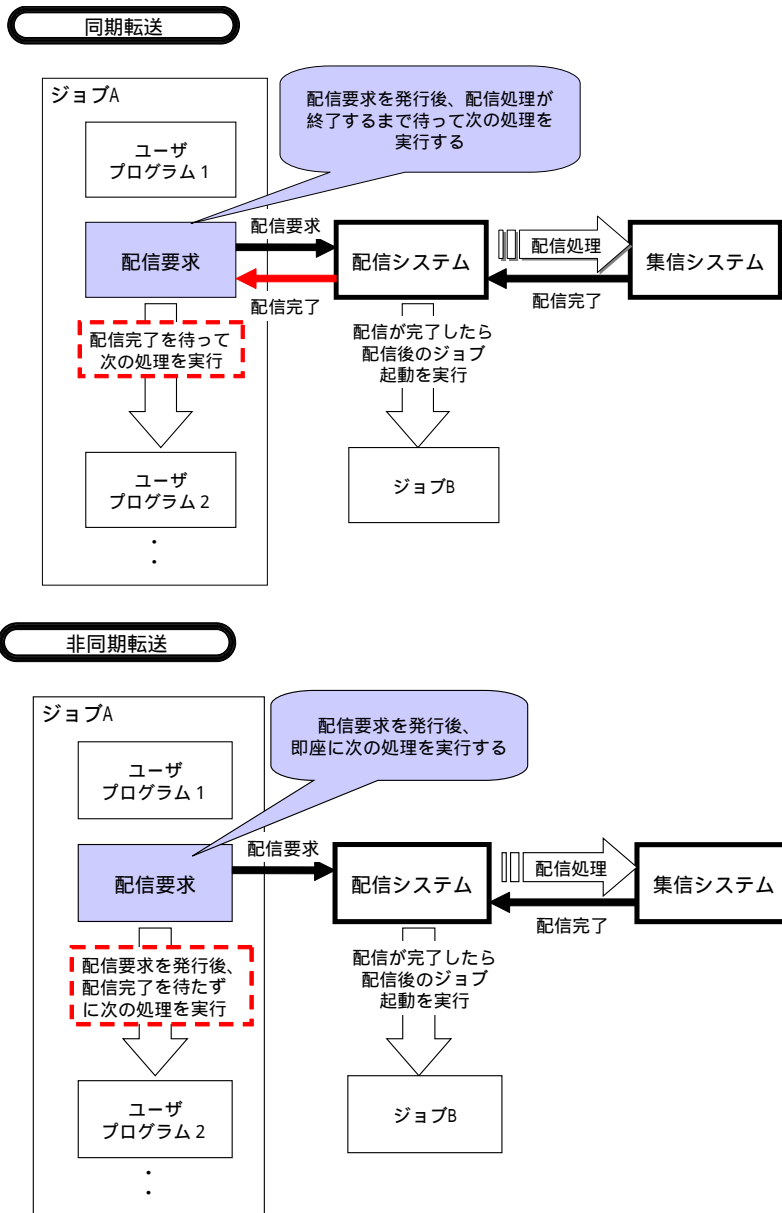 同期転送
ジョブA
配信要求を発行後、配信処理が
終了するまで待って次の処理を
実行する
ユーザ
プログラム1
配信要求
配信要求
配信完了
配信システム
配信処理
配信完了
集信システム
配信完了を待って
次の処理を実行
配信が完了したら
配信後のジョブ
起動を実行
ユーザ
プログラム2
・
・
ジョブB
非同期転送
ジョブA
配信要求を発行後、
即座に次の処理を実行する
ユーザ
プログラム1
配信要求
配信要求
配信システム
配信処理
配信完了
集信システム
配信要求を発行後、
配信完了を待たず
に次の処理を実行
配信が完了したら
配信後のジョブ
起動を実行
ユーザ
プログラム2
・
・
ジョブB